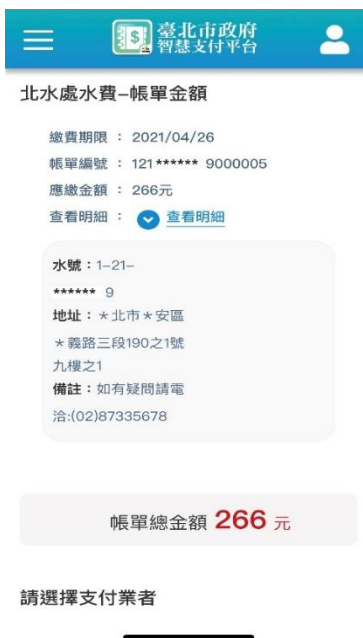 臺北市政府
智慧支付平台
北水處水費–帳單金額
繳費期限 ： 2021/04/26
帳單編號 ： 121****** 9000005
應繳金額 ： 266元
查看明細 ： 查看明細
水號：1–21–
****** 9
地址：＊北市＊安區
＊義路三段190之1號
九樓之1
備註：如有疑問請電
洽:(02)87335678
帳單總金額 266 元
請選擇支付業者